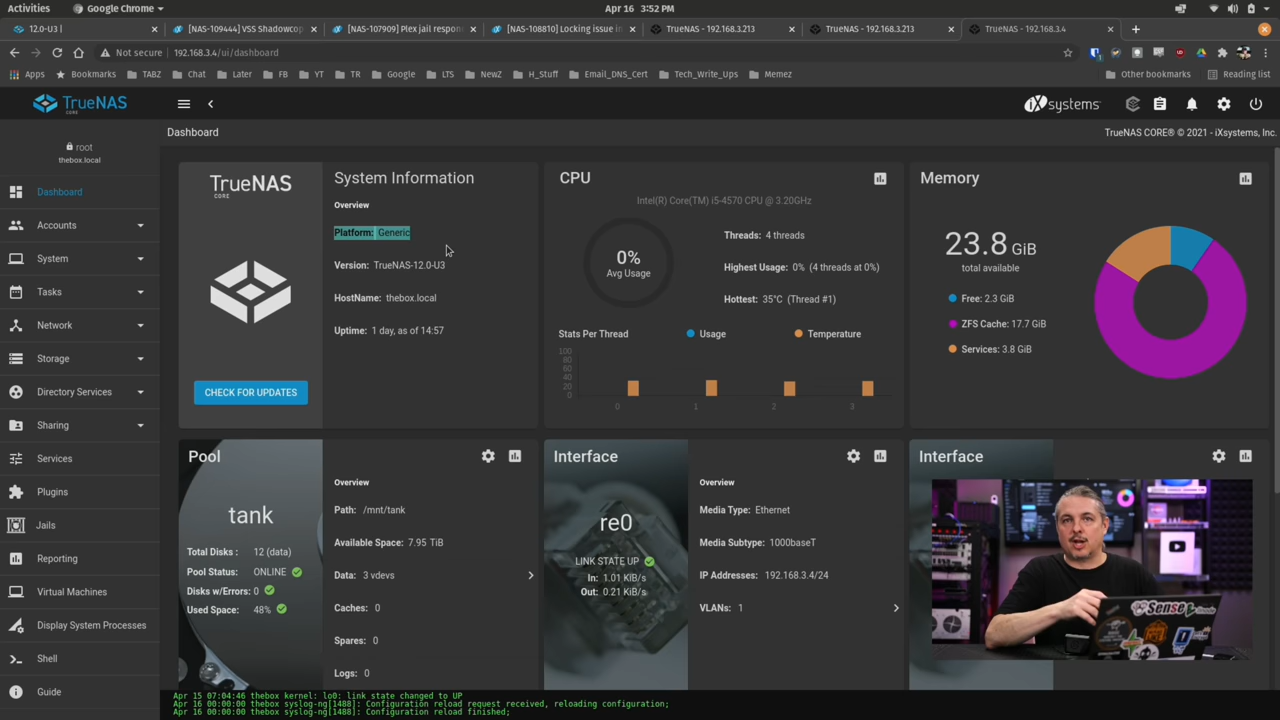 Activities
Google Chrome
Apr 16 3:52 PM
12.0-U3 |
[NAS-109444] VSS Shadowcop
[NAS-107909] Plex jail respon
[NAS-108810] Locking issue in
TrueNAS - 192.168.3.213
TrueNAS - 192.168.3.213
TrueNAS - 192.168.3.4
Not secure | 192.168.3.4/ui/dashboard
Apps
Bookmarks
TABZ
Chat
Later
FB
YT
TR
Google
LTS
NewZ
H_Stuff
Email_DNS_Cert
Tech_Write_Ups
Memez
Other bookmarks
Reading list
TrueNAS
CORE
iXsystems
root
thebox.local
Dashboard
TrueNAS CORE® © 2021 - iXsystems, Inc.
Dashboard
Accounts
System
Tasks
Network
Storage
Directory Services
Sharing
Services
Plugins
Jails
Reporting
Virtual Machines
Display System Processes
Shell
Guide
TrueNAS
CORE
CHECK FOR UPDATES
System Information
Overview
Platform: Generic
Version: TrueNAS-12.0-U3
HostName: thebox.local
Uptime: 1 day, as of 14:57
CPU
Intel(R) Core(TM) i5-4570 CPU @ 3.20GHz
0%
Avg Usage
Threads: 4 threads
Highest Usage: 0% (4 threads at 0%)
Hottest: 35°C (Thread #1)
Stats Per Thread
Usage
Temperature
100
80
60
40
20
0
0 1 2 3
Memory
23.8 GiB
total available
Free: 2.3 GiB
ZFS Cache: 17.7 GiB
Services: 3.8 GiB
Pool
tank
Total Disks : 12 (data)
Pool Status: ONLINE
Disks w/Errors: 0
Used Space: 48%
Overview
Path: /mnt/tank
Available Space: 7.95 TiB
Data: 3 vdevs
Caches: 0
Spares: 0
Logs: 0
Interface
re0
LINK STATE UP
In: 1.01 KiB/s
Out: 0.21 KiB/s
Overview
Media Type: Ethernet
Media Subtype: 1000baseT
IP Addresses: 192.168.3.4/24
VLANs: 1
Interface
Sense
Apr 15 07:04:46 thebox kernel: lo0: link state changed to UP
Apr 16 00:00:00 thebox syslog-ng[1488]: Configuration reload request received, reloading configuration;
Apr 16 00:00:00 thebox syslog-ng[1488]: Configuration reload finished;